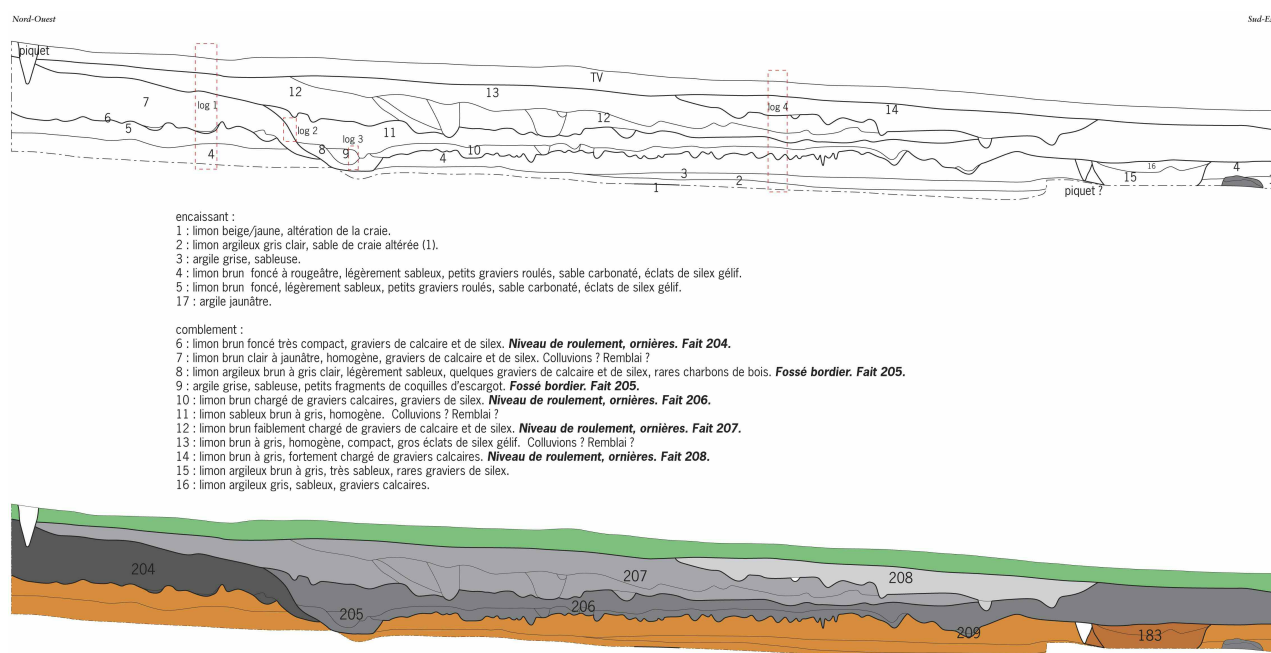 Nord-Ouest
Sud-E
piquet
TV
12
13
7
log 1
log 4
14
6
5
log 2
12
11
log 3
8
9
10
4
4
16
4
3
15
1
2
piquet ?
encaissant :
1 : limon beige/jaune, altération de la craie.
2 : limon argileux gris clair, sable de craie altérée (1).
3 : argile grise, sableuse.
4 : limon brun foncé à rougeâtre, légèrement sableux, petits graviers roulés, sable carbonaté, éclats de silex gélif.
5 : limon brun foncé, légèrement sableux, petits graviers roulés, sable carbonaté, éclats de silex gélif.
17 : argile jaunâtre.
comblement :
6 : limon brun foncé très compact, graviers de calcaire et de silex. Niveau de roulement, ornières. Fait 204.
7 : limon brun clair à jaunâtre, homogène, graviers de calcaire et de silex. Colluvions ? Remblai ?
8 : limon argileux brun à gris clair, légèrement sableux, quelques graviers de calcaire et de silex, rares charbons de bois. Fossé bordier. Fait 205.
9 : argile grise, sableuse, petits fragments de coquilles d'escargot. Fossé bordier. Fait 205.
10 : limon brun chargé de graviers calcaires, graviers de silex. Niveau de roulement, ornières. Fait 206.
11 : limon sableux brun à gris, homogène. Colluvions ? Remblai ?
12 : limon brun faiblement chargé de graviers de calcaire et de silex. Niveau de roulement, ornières. Fait 207.
13 : limon brun à gris, homogène, compact, gros éclats de silex gélif. Colluvions ? Remblai ?
14 : limon brun à gris, fortement chargé de graviers calcaires. Niveau de roulement, ornières. Fait 208.
15 : limon argileux brun à gris, très sableux, rares graviers de silex.
16 : limon argileux gris, sableux, graviers calcaires.
204
207
208
205
206
209
183